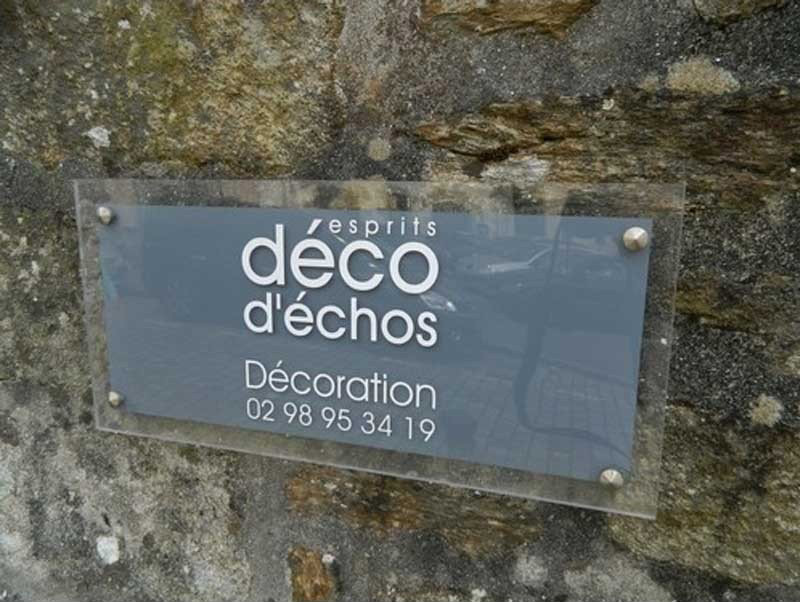 esprits
déco
d'échos
Décoration
02 98 95 34 19